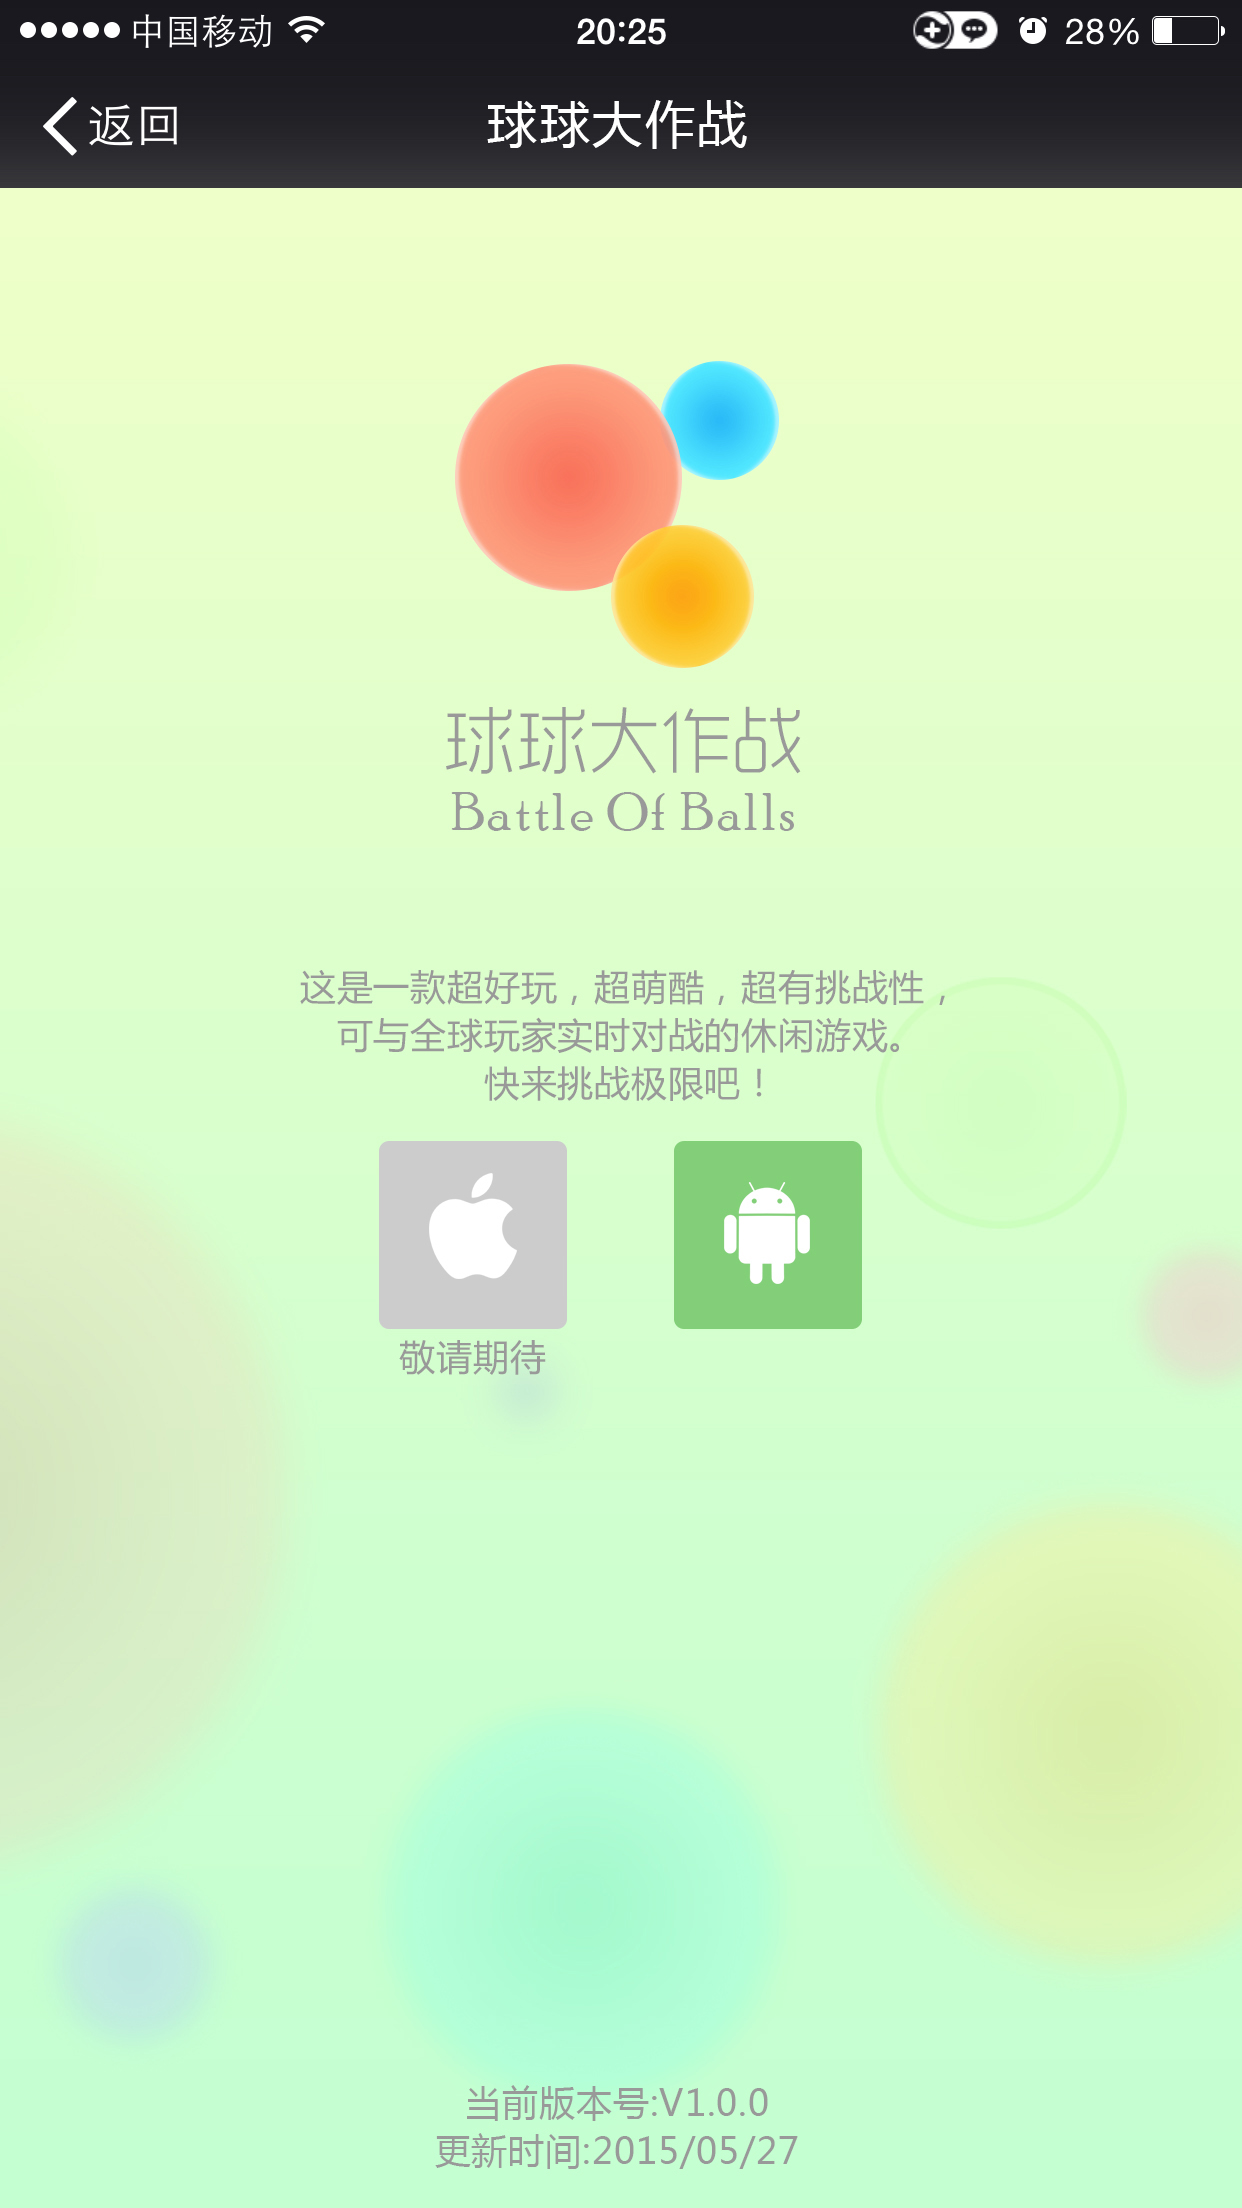 中国移动 20:25 28%
返回 球球大作战
球球大作战
Battle Of Balls
这是一款超好玩，超萌酷，超有挑战性，
可与全球玩家实时对战的休闲游戏。
快来挑战极限吧！
敬请期待
当前版本号:V1.0.0
更新时间:2015/05/27